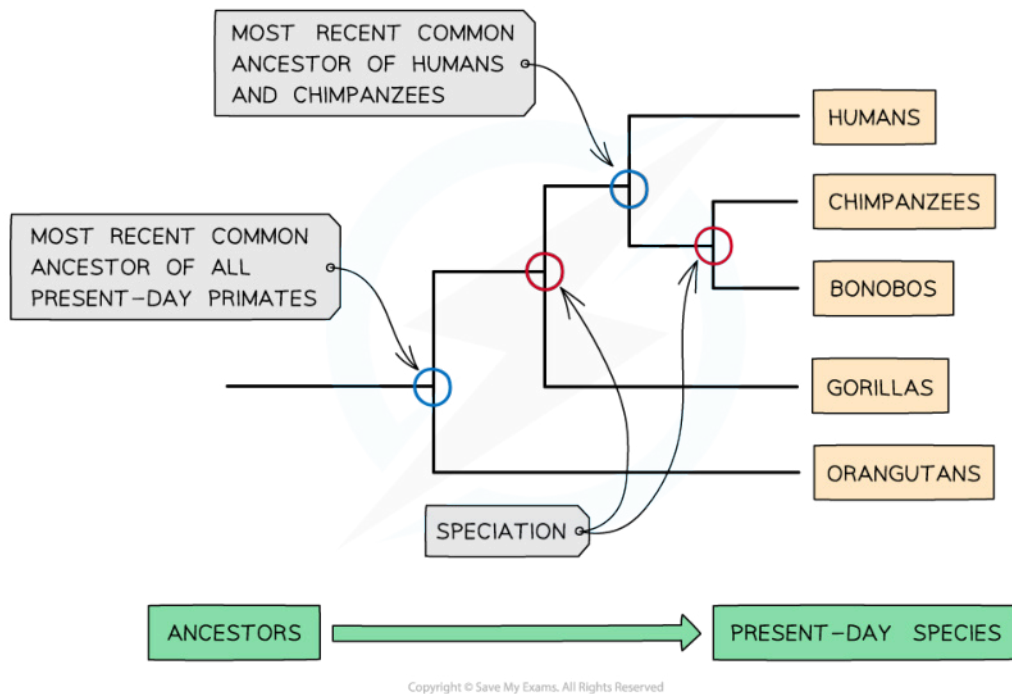 MOST RECENT COMMON
ANCESTOR OF HUMANS
AND CHIMPANZEES
HUMANS
CHIMPANZEES
MOST RECENT COMMON
ANCESTOR OF ALL
PRESENT-DAY PRIMATES
BONOBOS
GORILLAS
ORANGUTANS
SPECIATION
ANCESTORS
PRESENT-DAY SPECIES
Copyright © Save My Exams. All Rights Reserved